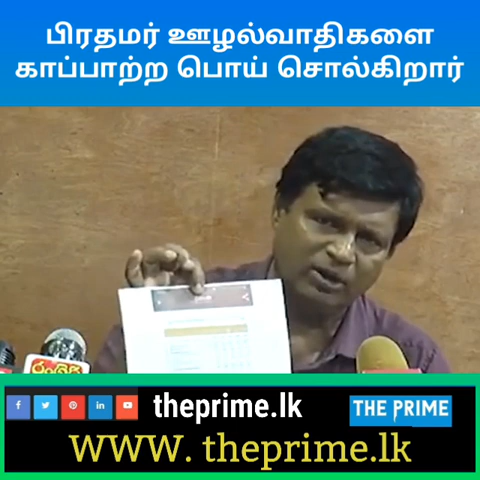 பிரதமர் ஊழல்வாதிகளை
காப்பாற்ற பொய் சொல்கிறார்
theprime.lk
THE PRIME
WWW. theprime.lk